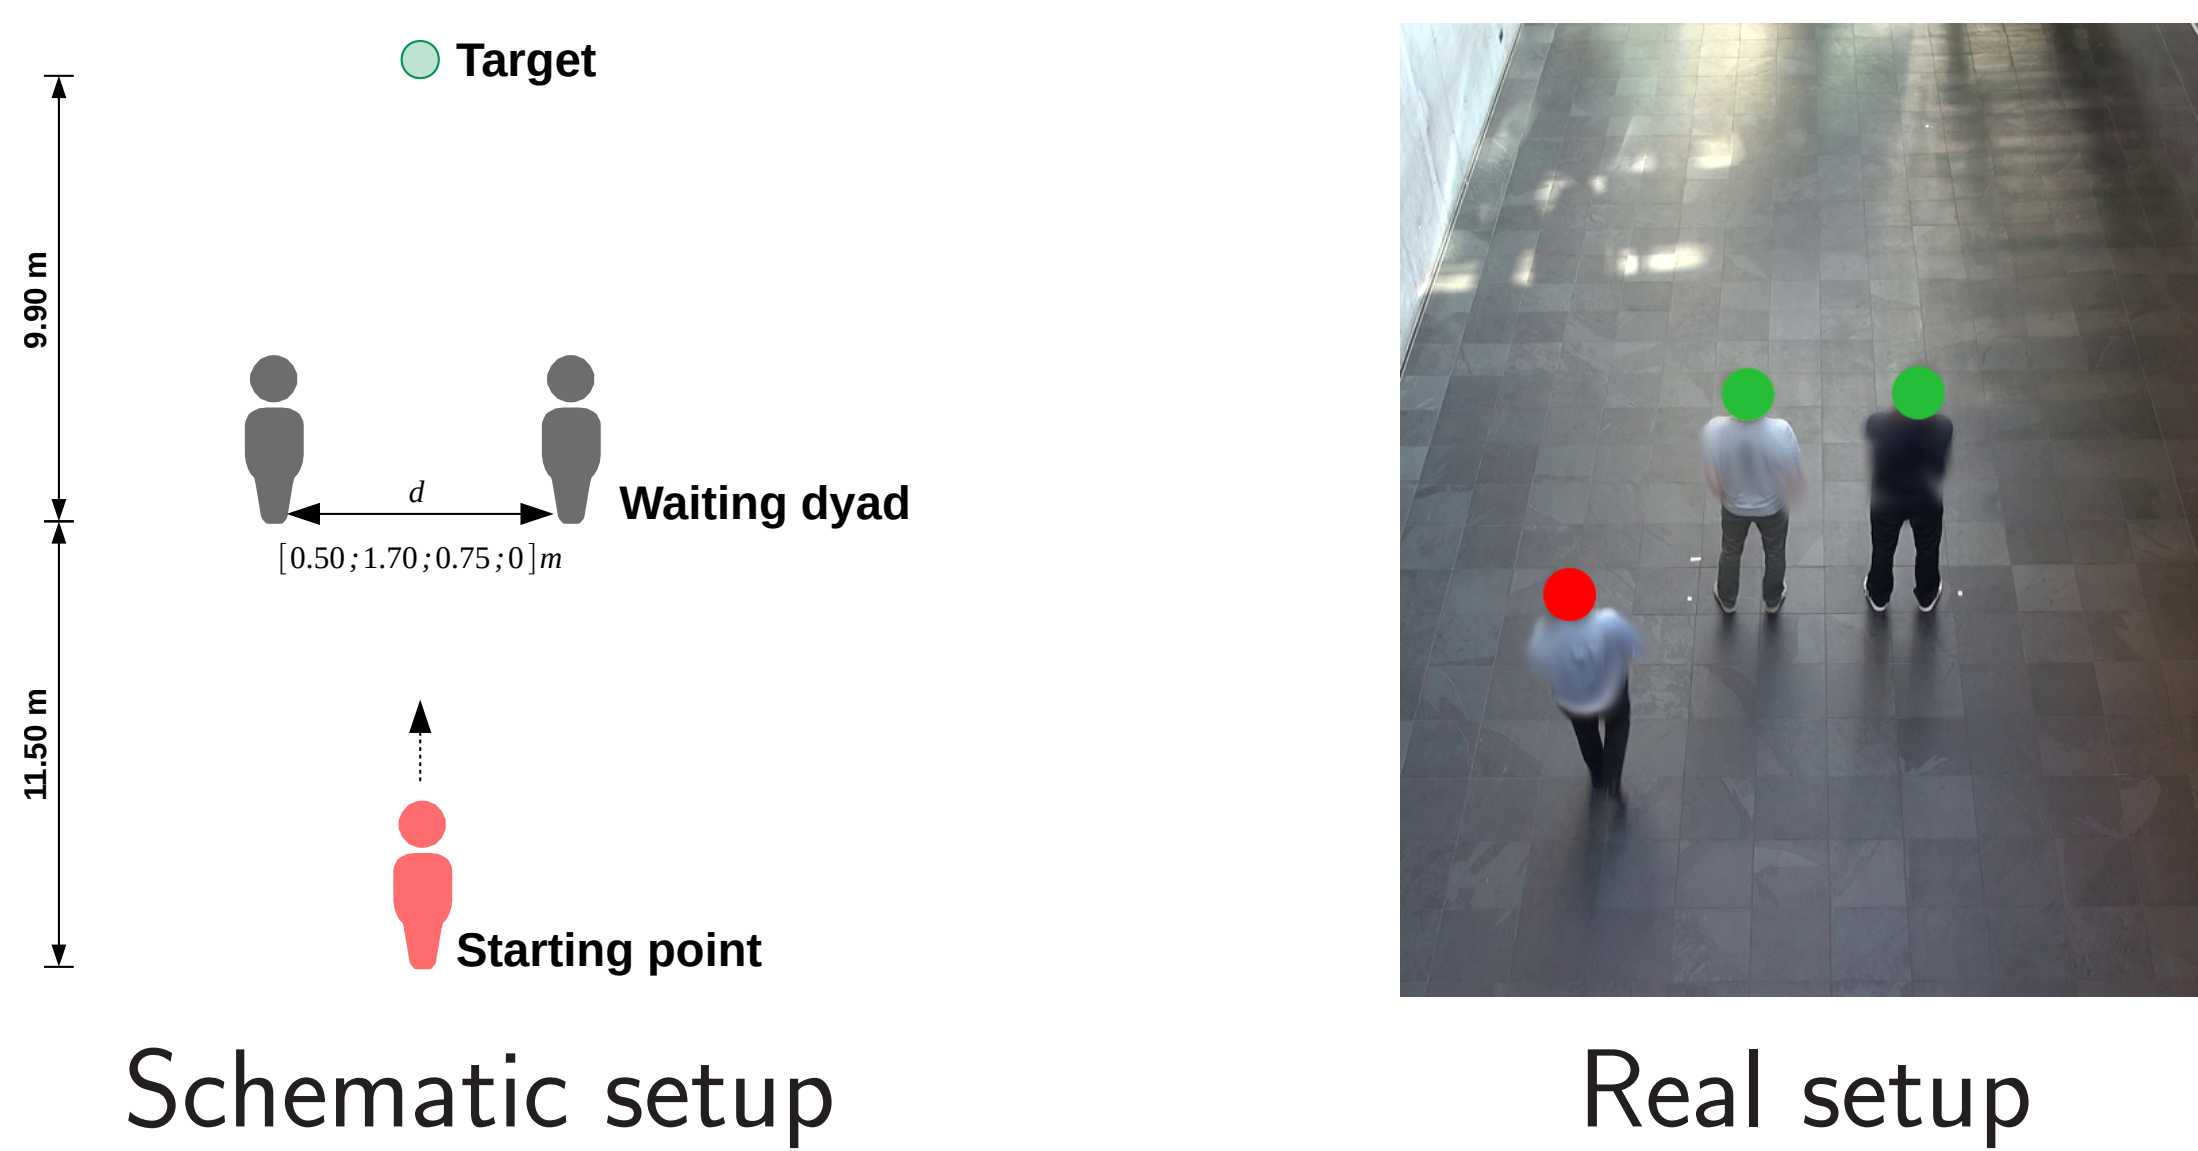 Target
9.90 m
d
Waiting dyad
[0.50;1.70;0.75;0]m
11.50 m
Starting point
Schematic setup
Real setup